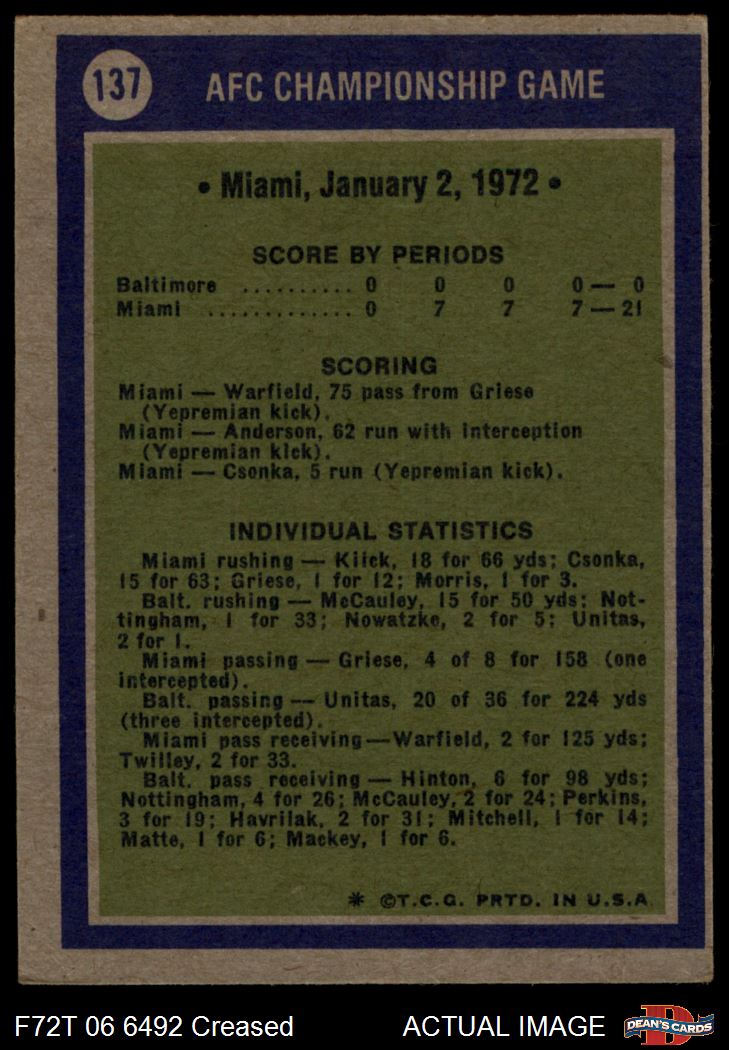 137 AFC CHAMPIONSHIP GAME
• Miami, January 2, 1972 •
SCORE BY PERIODS
Baltimore .......... 0 0 0 0 — 0
Miami ............. 0 7 7 7 — 21
SCORING
Miami — Warfield, 75 pass from Griese
(Yepremian kick).
Miami — Anderson, 62 run with interception
(Yepremian kick).
Miami — Csonka, 5 run (Yepremian kick).
INDIVIDUAL STATISTICS
Miami rushing — Kiick, 18 for 66 yds; Csonka,
15 for 63; Griese, 1 for 12; Morris, 1 for 3.
Balt. rushing — McCauley, 15 for 50 yds; Not-
tingham, 1 for 33; Nowatzke, 2 for 5; Unitas,
2 for 1.
Miami passing — Griese, 4 of 8 for 158 (one
intercepted).
Balt. passing — Unitas, 20 of 36 for 224 yds
(three intercepted).
Miami pass receiving — Warfield, 2 for 125 yds;
Twilley, 2 for 33.
Balt. pass receiving — Hinton, 6 for 98 yds;
Nottingham, 4 for 26; McCauley, 2 for 24; Perkins,
3 for 19; Havrilak, 2 for 31; Mitchell, 1 for 14;
Matte, 1 for 6; Mackey, 1 for 6.
* ©T.C.G. PRTD. IN U.S.A.
F72T 06 6492 Creased ACTUAL IMAGE D DEAN'S CARDS